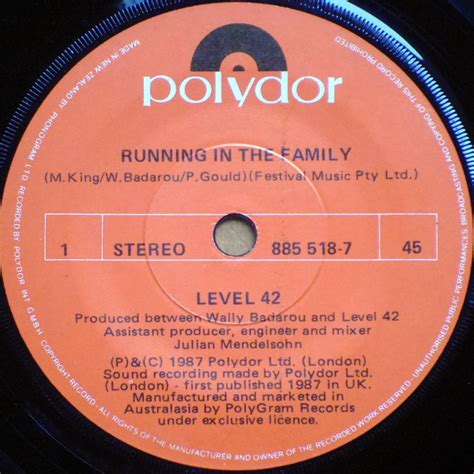 polydor
RUNNING IN THE FAMILY
(M.King/W.Badarou/P.Gould)(Festival Music Pty Ltd.)
1 STEREO 885 518-7 45
LEVEL 42
Produced between Wally Badarou and Level 42
Assistant producer, engineer and mixer
Julian Mendelsohn
(P)&(C) 1987 Polydor Ltd. (London)
Sound recording made by Polydor Ltd.
(London) - first published 1987 in UK.
Manufactured and marketed in
Australasia by PolyGram Records
under exclusive licence.
MADE IN NEW ZEALAND BY PHONOGRAM LTD RECORDED BY POLYDOR, INT. GMBH
COPYRIGHT RECORD. ALL RIGHTS OF THE MANUFACTURER AND OWNER OF THE RECORDED WORK RESERVED. UNAUTHORISED PUBLIC PERFORMANCES, BROADCASTING AND COPYING OF THIS RECORD PROHIBITED